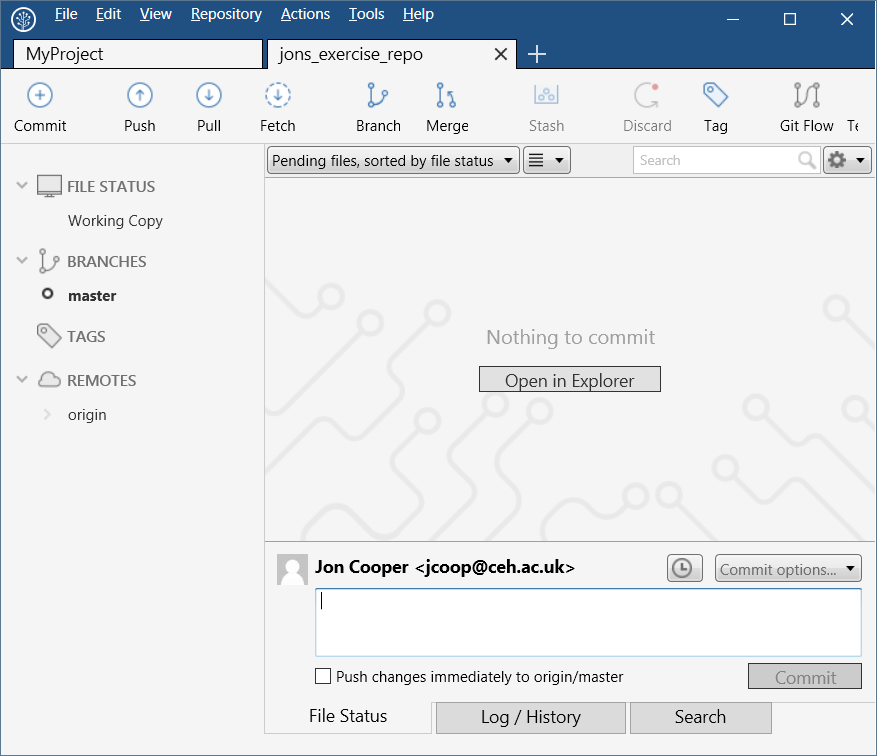 File Edit View Repository Actions Tools Help
MyProject jons_exercise_repo
Commit Push Pull Fetch Branch Merge Stash Discard Tag Git Flow Te
Pending files, sorted by file status Search
FILE STATUS
Working Copy
BRANCHES
master
TAGS
REMOTES
origin
Nothing to commit
Open in Explorer
Jon Cooper <jcoop@ceh.ac.uk> Commit options...
Push changes immediately to origin/master Commit
File Status Log / History Search